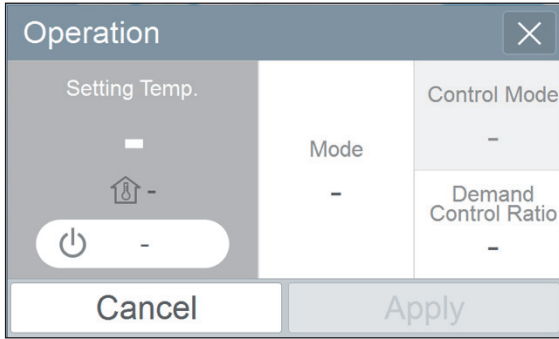 Operation
Setting Temp.
-
-
-
Mode
-
Control Mode
-
Demand
Control Ratio
-
Cancel
Apply